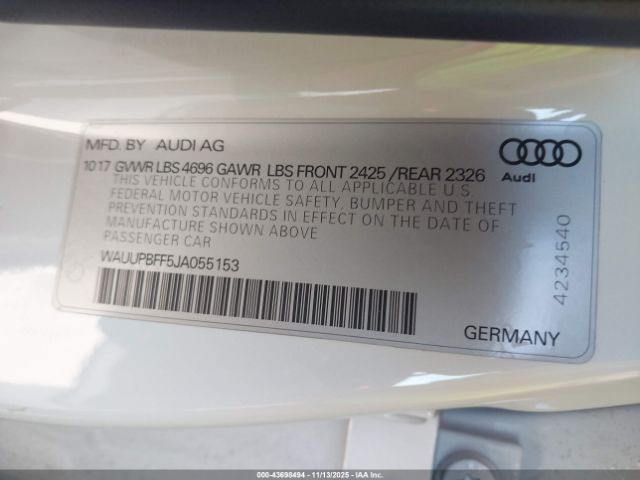 MFD. BY AUDI AG
10 17 GVWR LBS 4696 GAWR LBS FRONT 2425 /REAR 2326
THIS VEHICLE CONFORMS TO ALL APPLICABLE U.S.
FEDERAL MOTOR VEHICLE SAFETY, BUMPER AND THEFT
PREVENTION STANDARDS IN EFFECT ON THE DATE OF
MANUFACTURE SHOWN ABOVE
PASSENGER CAR
WAUUPBFF5JA055153
Audi
4234540
GERMANY
000-43698494 | 11/13/2025 - IAAI.com